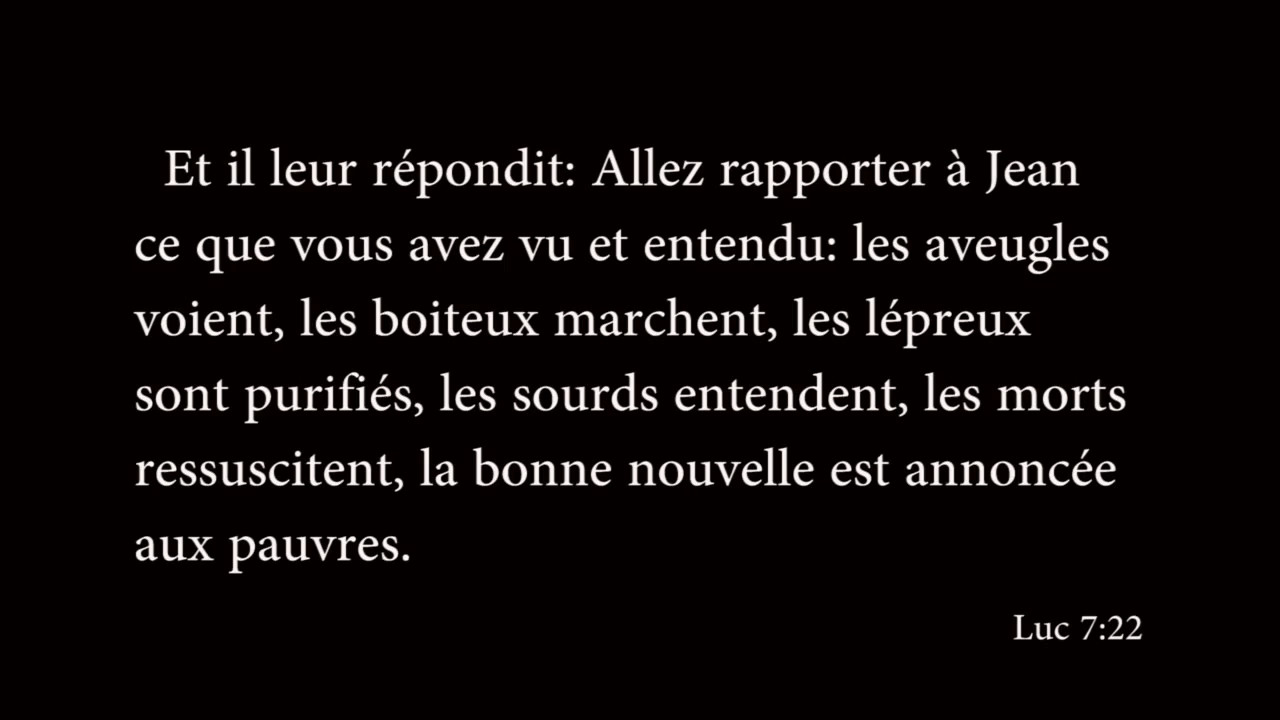 Et il leur répondit: Allez rapporter à Jean
ce que vous avez vu et entendu: les aveugles
voient, les boiteux marchent, les lépreux
sont purifiés, les sourds entendent, les morts
ressuscitent, la bonne nouvelle est annoncée
aux pauvres.
Luc 7:22